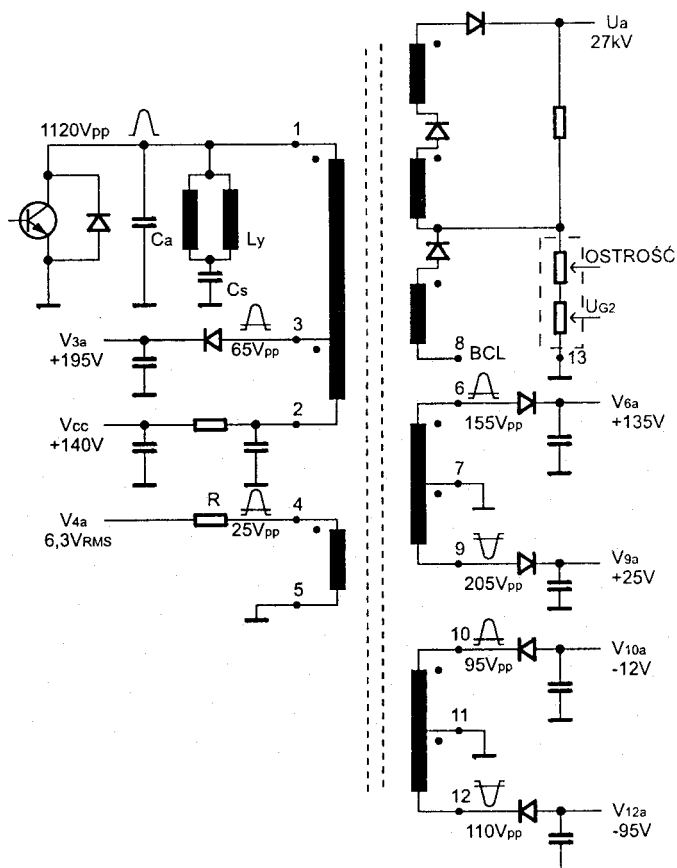 1120Vpp
1
Ca
Ly
Cs
3
V3a
+195V
65Vpp
2
Vcc
+140V
R
4
V4a
6,3VRMS
25Vpp
5
Ua
27kV
OSTROŚĆ
UG2
8
BCL
13
6
155Vpp
V6a
+135V
7
9
205Vpp
V9a
+25V
10
95Vpp
V10a
-12V
11
12
110Vpp
V12a
-95V